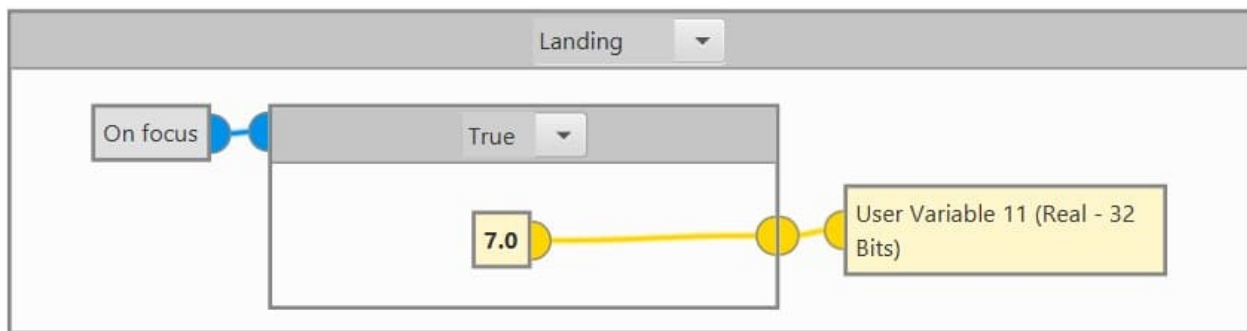 Landing
On focus
True
7.0
User Variable 11 (Real - 32
Bits)